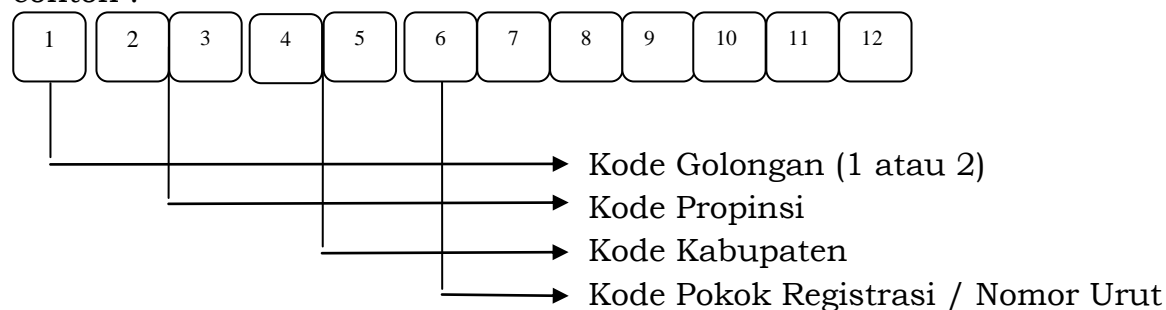 1 2 3 4 5 6 7 8 9 10 11 12
Kode Golongan (1 atau 2)
Kode Propinsi
Kode Kabupaten
Kode Pokok Registrasi / Nomor Urut